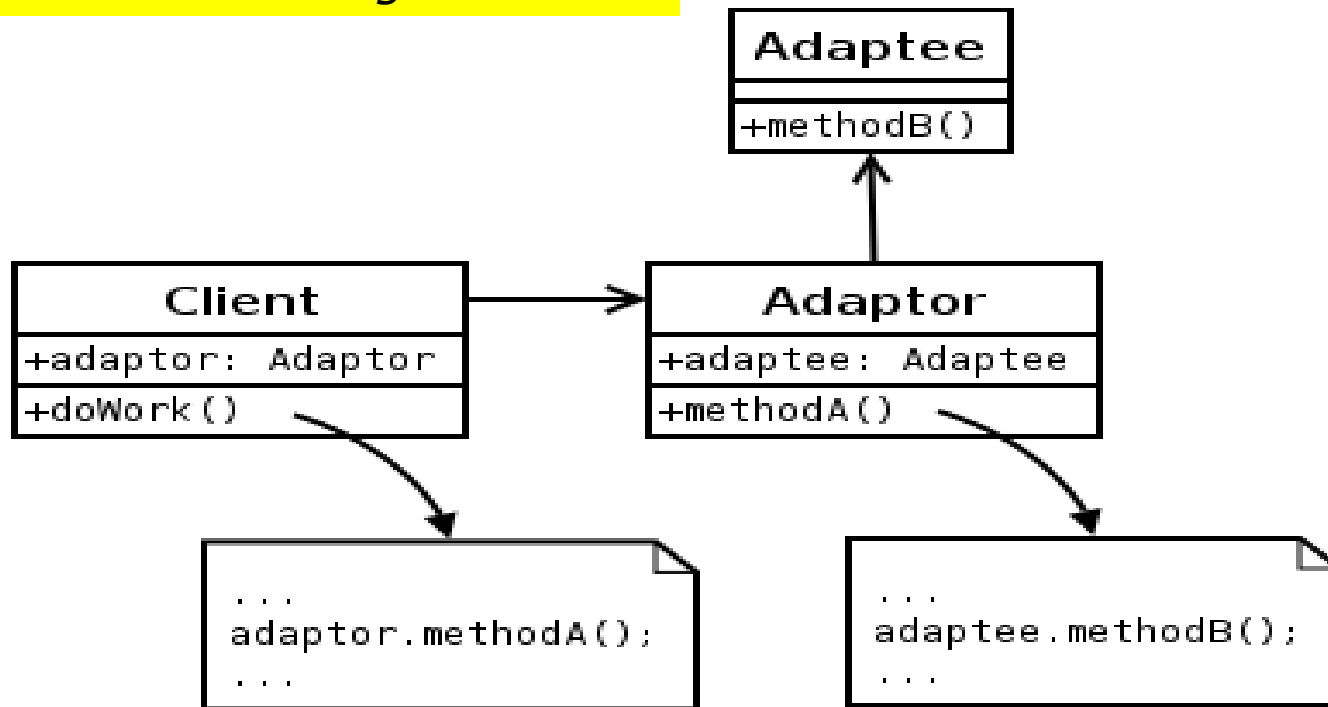 Adaptee
+methodB()
Client
+adaptor: Adaptor
+doWork()
Adaptor
+adaptee: Adaptee
+methodA()
...
adaptor.methodA();
...
...
adaptee.methodB();
...